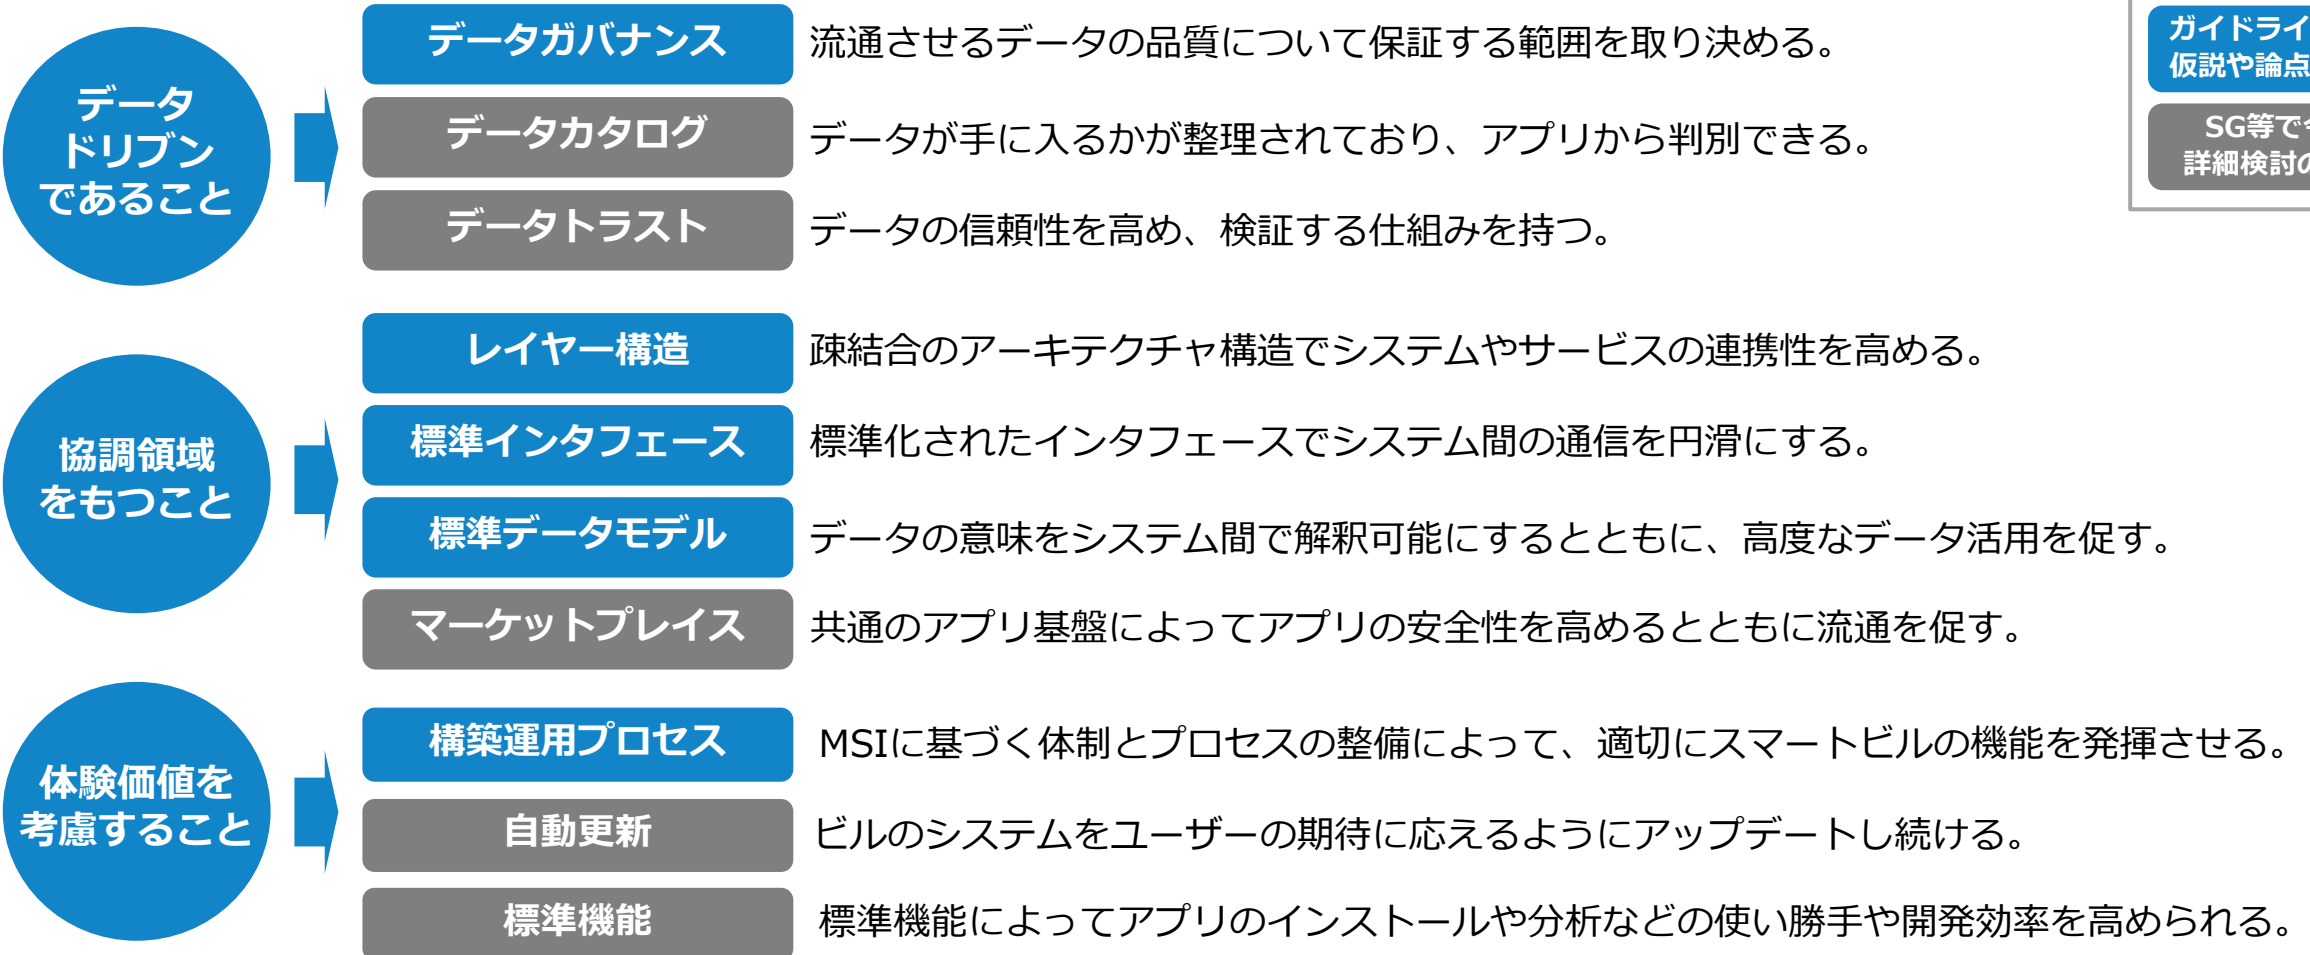 データ
ドリブン
であること
データガバナンス
流通させるデータの品質について保証する範囲を取り決める。
データカタログ
データが手に入るかが整理されており、アプリから判別できる。
データトラスト
データの信頼性を高め、検証する仕組みを持つ。
協調領域
をもつこと
レイヤー構造
疎結合のアーキテクチャ構造でシステムやサービスの連携性を高める。
標準インタフェース
標準化されたインタフェースでシステム間の通信を円滑にする。
標準データモデル
データの意味をシステム間で解釈可能にするとともに、高度なデータ活用を促す。
マーケットプレイス
共通のアプリ基盤によってアプリの安全性を高めるとともに流通を促す。
体験価値を
考慮すること
構築運用プロセス
MSIに基づく体制とプロセスの整備によって、適切にスマートビルの機能を発揮させる。
自動更新
ビルのシステムをユーザーの期待に応えるようにアップデートし続ける。
標準機能
標準機能によってアプリのインストールや分析などの使い勝手や開発効率を高められる。
ガイドライ
仮説や論点
SG等で
詳細検討